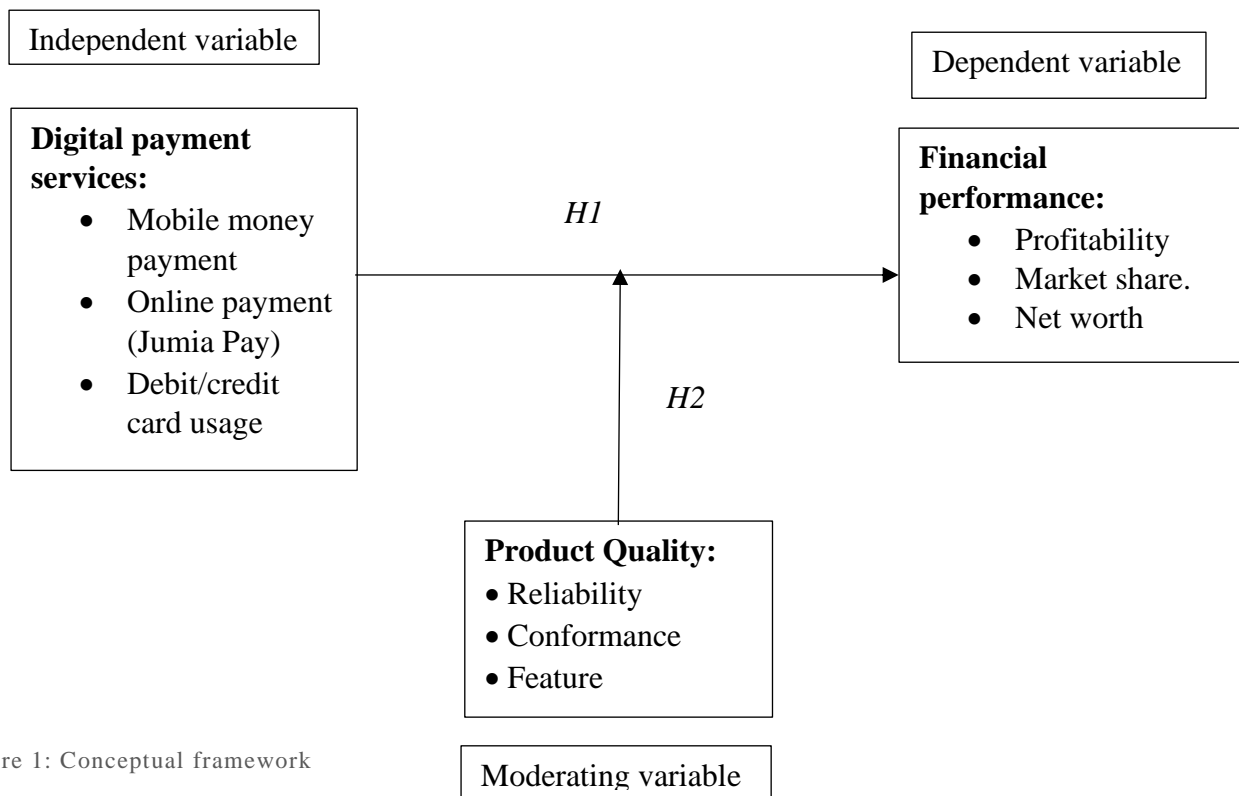 Independent variable
Dependent variable
Digital payment
services:
• Mobile money
payment
• Online payment
(Jumia Pay)
• Debit/credit
card usage
H1
Financial
performance:
• Profitability
• Market share.
• Net worth
H2
Product Quality:
• Reliability
• Conformance
• Feature
re 1: Conceptual framework
Moderating variable